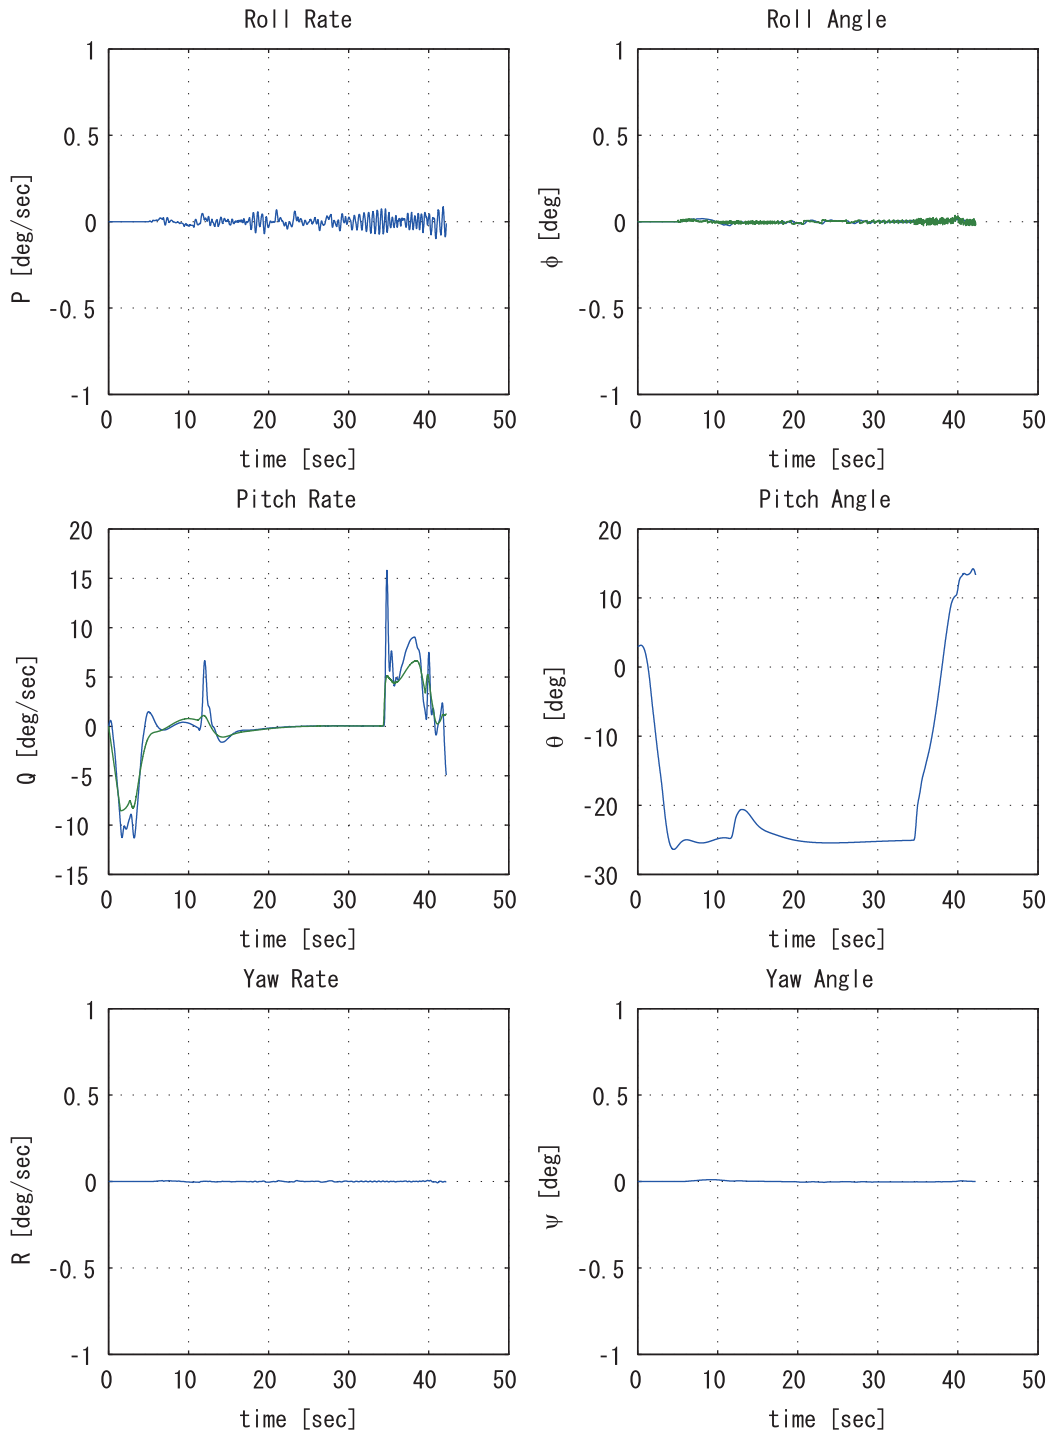 Roll Rate
1
0.5
0
-0.5
-1
P [deg/sec]
0 10 20 30 40 50
time [sec]
Roll Angle
1
0.5
0
-0.5
-1
φ [deg]
0 10 20 30 40 50
time [sec]
Pitch Rate
20
15
10
5
0
-5
-10
-15
Q [deg/sec]
0 10 20 30 40 50
time [sec]
Pitch Angle
20
10
0
-10
-20
-30
θ [deg]
0 10 20 30 40 50
time [sec]
Yaw Rate
1
0.5
0
-0.5
-1
R [deg/sec]
0 10 20 30 40 50
time [sec]
Yaw Angle
1
0.5
0
-0.5
-1
ψ [deg]
0 10 20 30 40 50
time [sec]